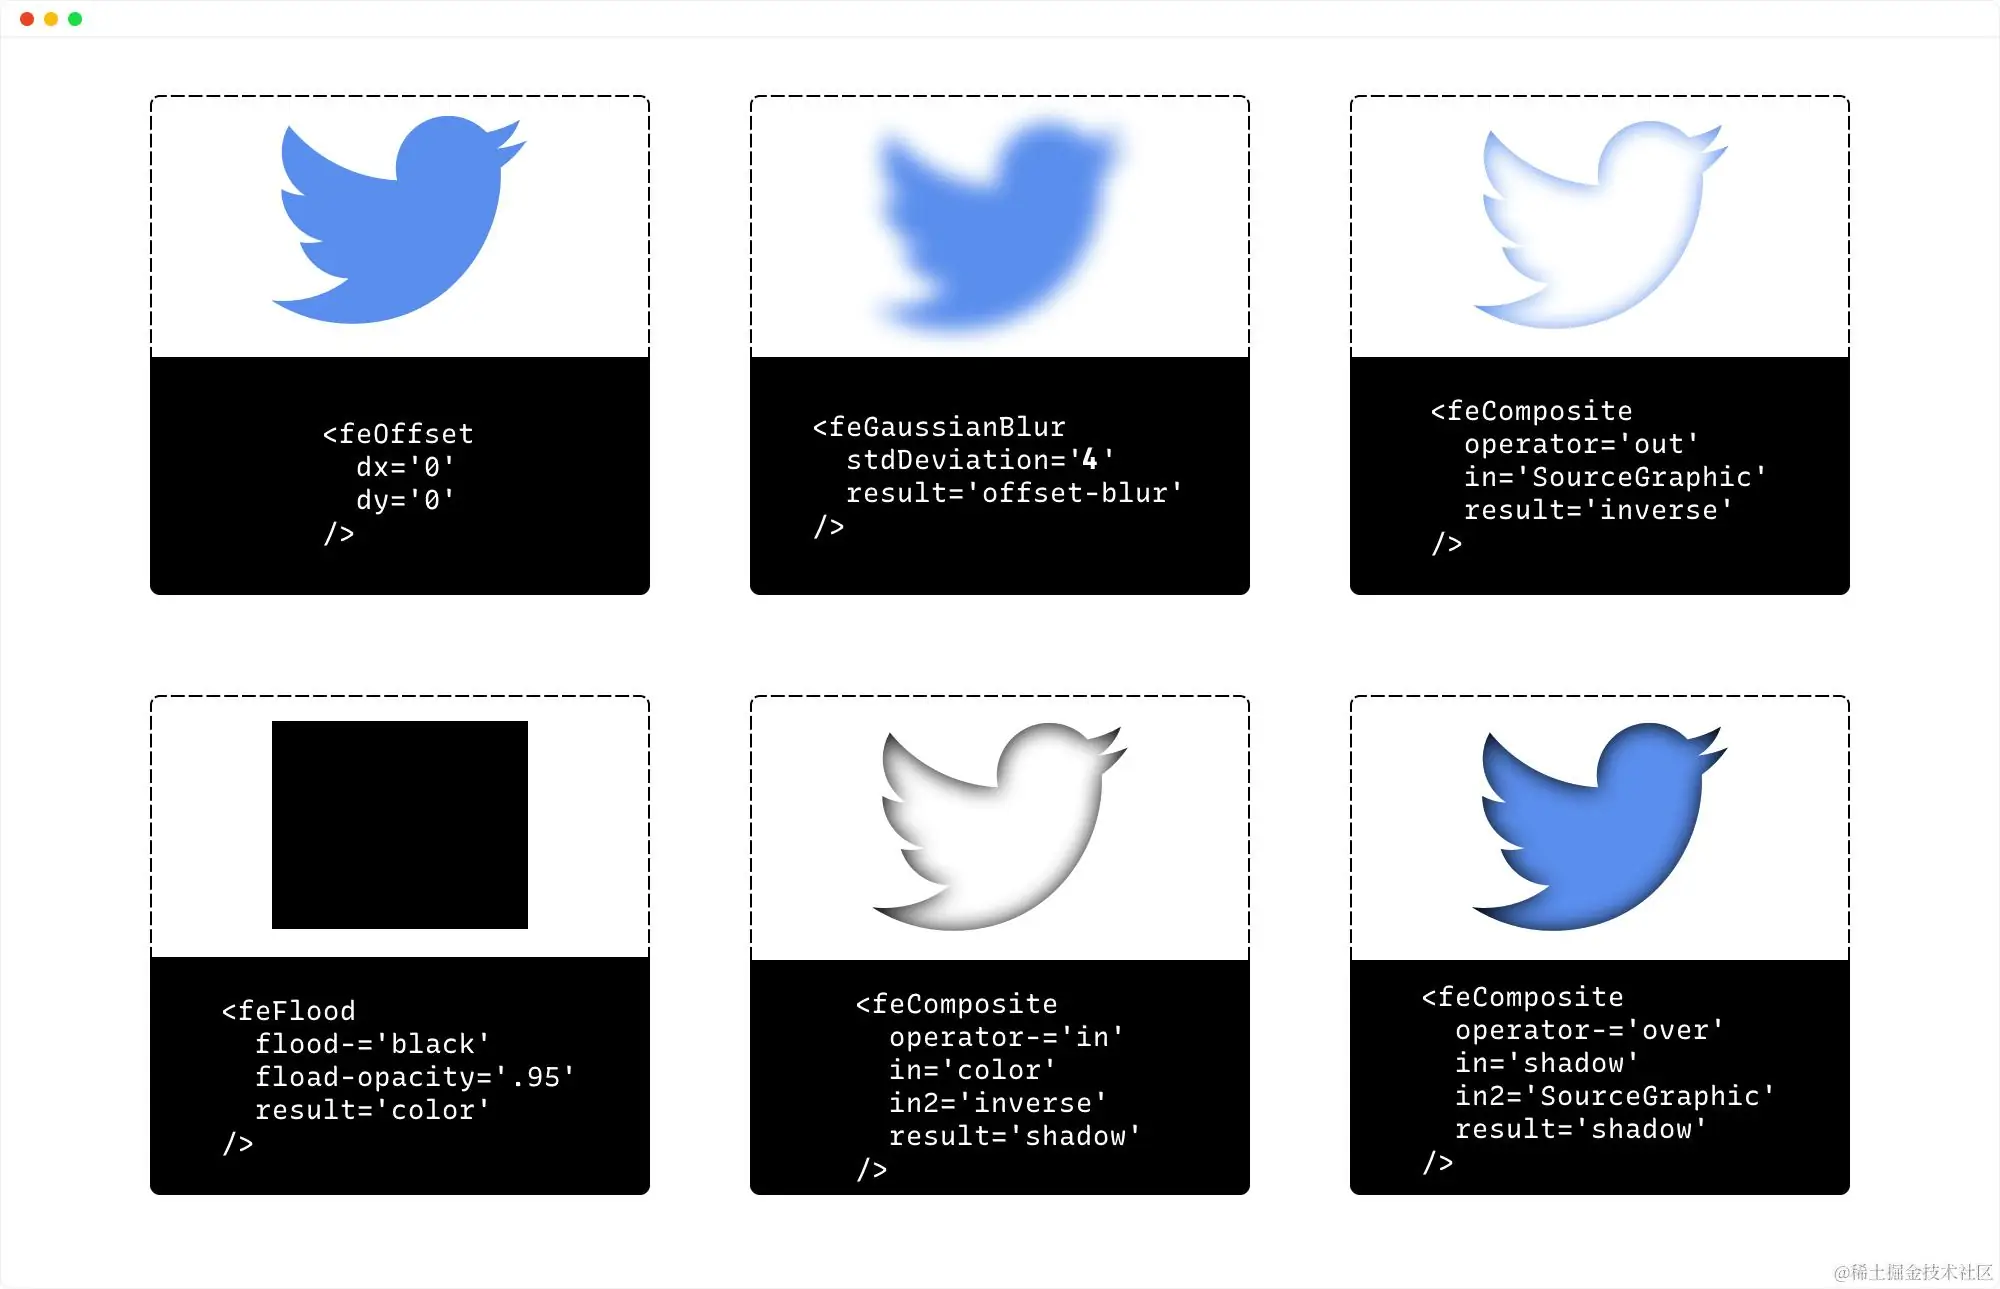 <feOffset
dx='0'
dy='0'
/>
<feGaussianBlur
stdDeviation='4'
result='offset-blur'
/>
<feComposite
operator='out'
in='SourceGraphic'
result='inverse'
/>
<feFlood
flood-='black'
fload-opacity='.95'
result='color'
/>
<feComposite
operator-='in'
in='color'
in2='inverse'
result='shadow'
/>
<feComposite
operator-='over'
in='shadow'
in2='SourceGraphic'
result='shadow'
/>
@稀土掘金技术社区